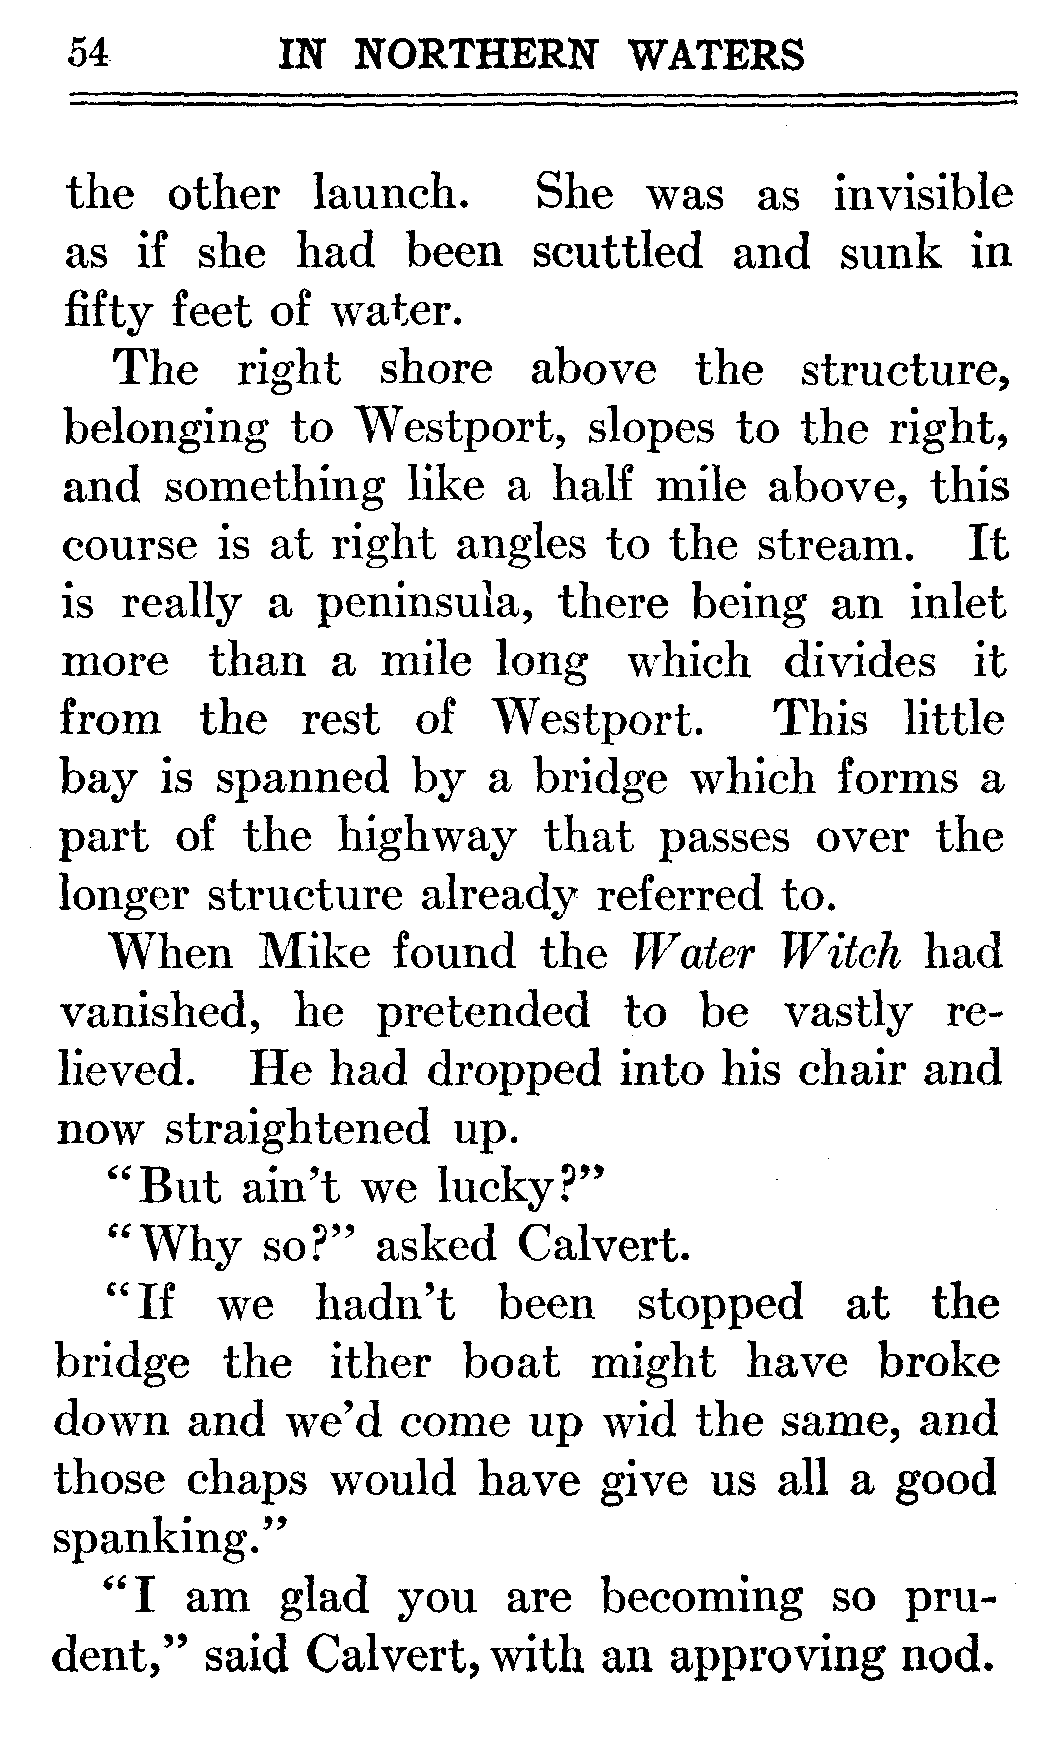 54 IN NORTHERN WATERS
the other launch. She was as invisible
as if she had been scuttled and sunk in
fifty feet of water.
The right shore above the structure,
belonging to Westport, slopes to the right,
and something like a half mile above, this
course is at right angles to the stream. It
is really a peninsula, there being an inlet
more than a mile long which divides it
from the rest of Westport. This little
bay is spanned by a bridge which forms a
part of the highway that passes over the
longer structure already referred to.
When Mike found the Water Witch had
vanished, he pretended to be vastly re-
lieved. He had dropped into his chair and
now straightened up.
"But ain't we lucky?"
"Why so?" asked Calvert.
"If we hadn't been stopped at the
bridge the ither boat might have broke
down and we'd come up wid the same, and
those chaps would have give us all a good
spanking."
"I am glad you are becoming so pru-
dent," said Calvert, with an approving nod.